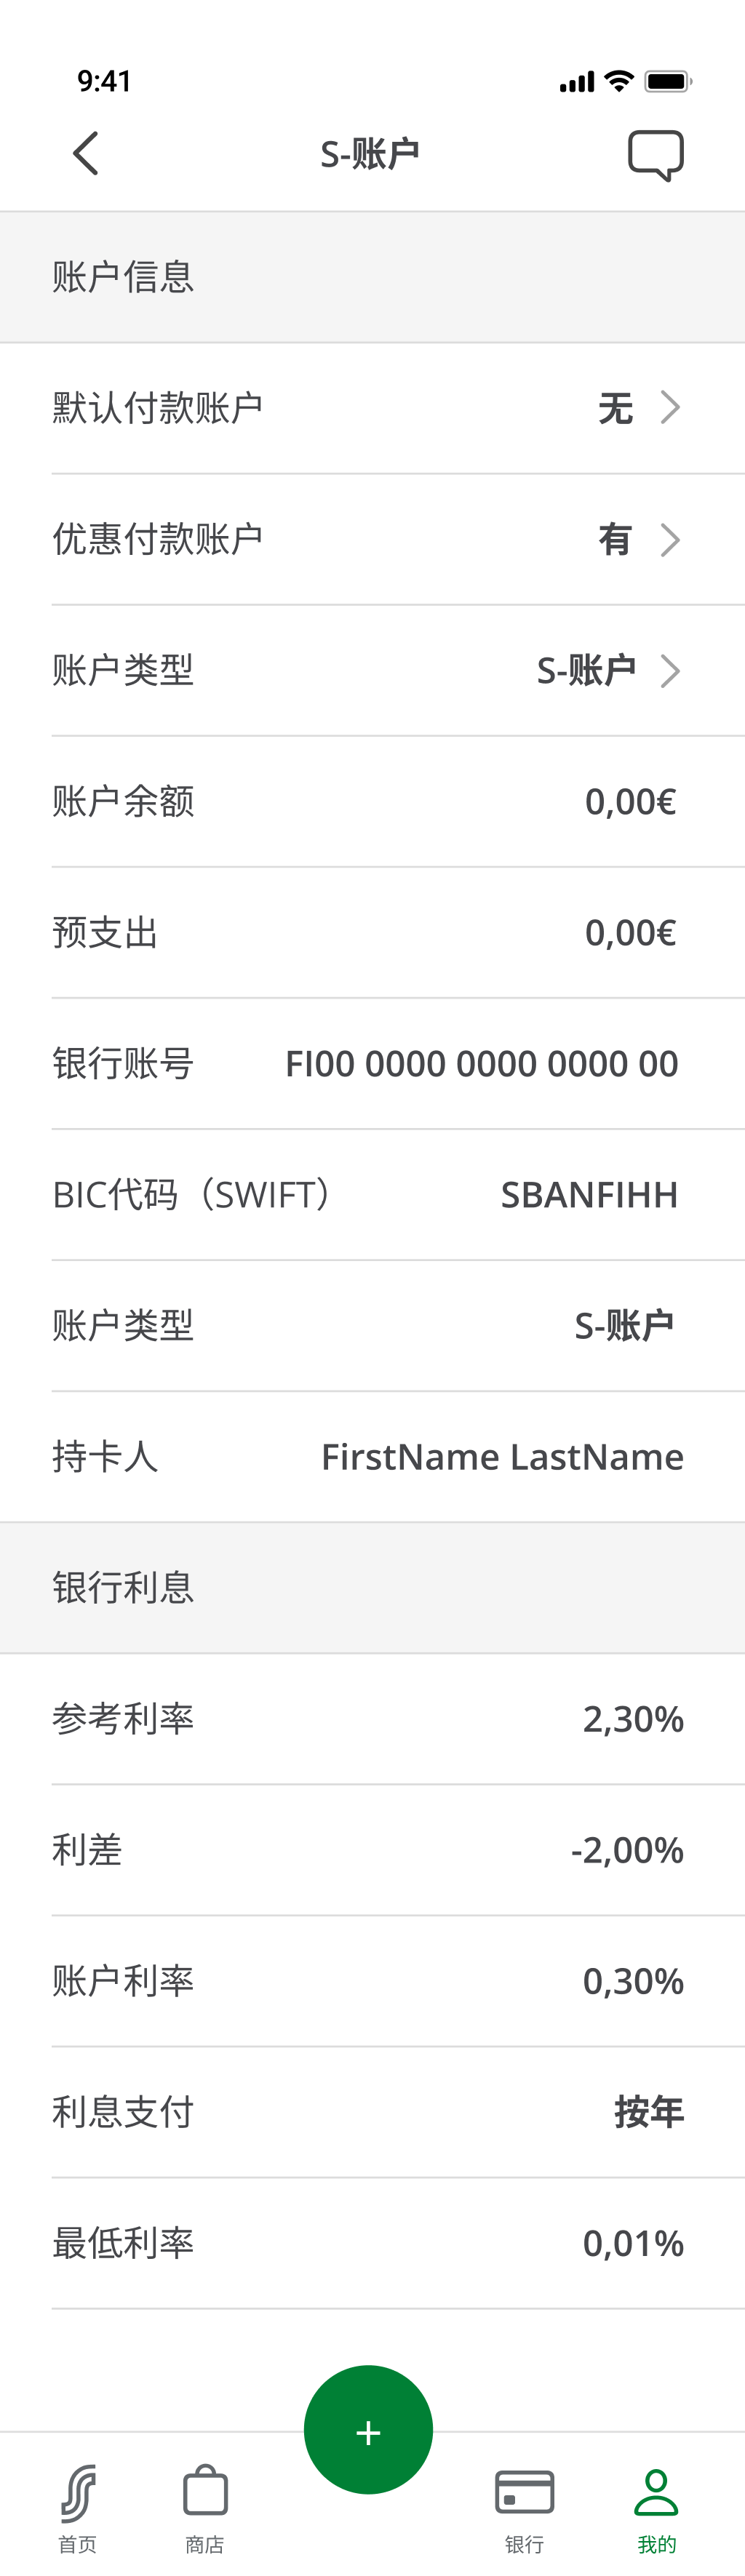 9:41
S-账户
账户信息
默认付款账户 无
优惠付款账户 有
账户类型 S-账户
账户余额 0,00€
预支出 0,00€
银行账号 FI00 0000 0000 0000 00
BIC代码（SWIFT） SBANFIHH
账户类型 S-账户
持卡人 FirstName LastName
银行利息
参考利率 2,30%
利差 -2,00%
账户利率 0,30%
利息支付 按年
最低利率 0,01%
+
首页 商店 银行 我的